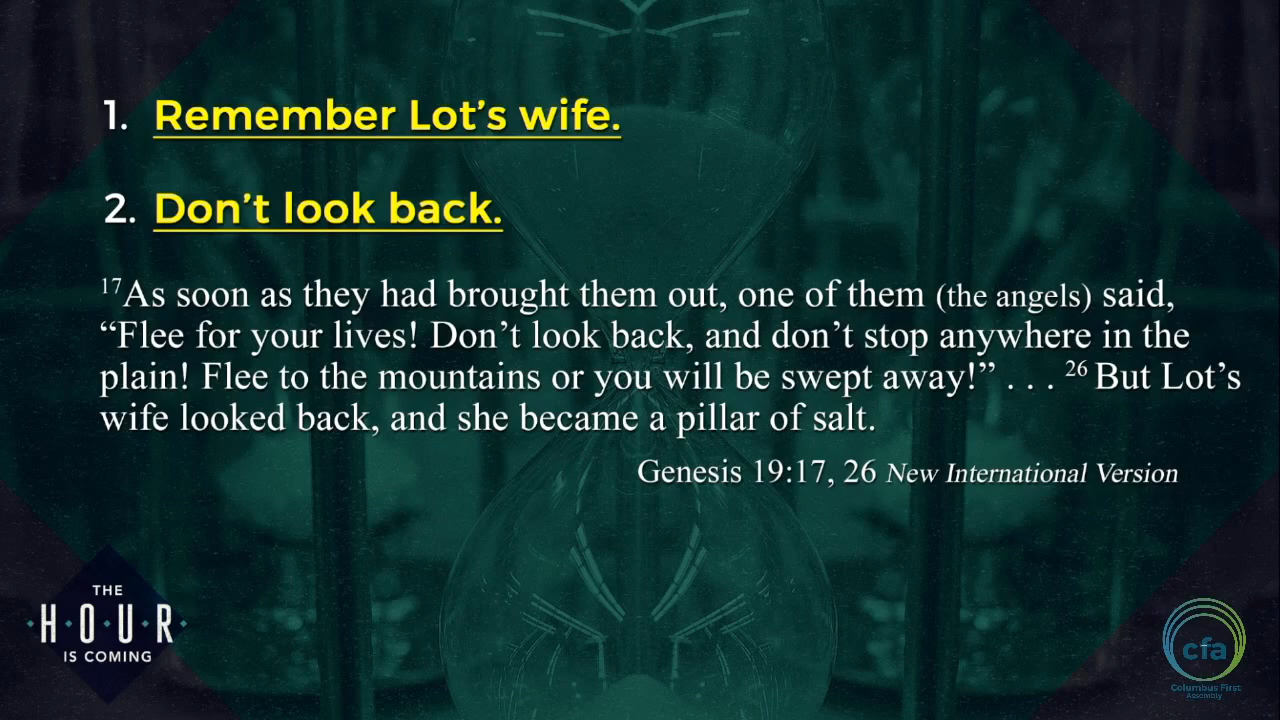 1. Remember Lot’s wife.
2. Don’t look back.
17As soon as they had brought them out, one of them (the angels) said,
“Flee for your lives! Don’t look back, and don’t stop anywhere in the
plain! Flee to the mountains or you will be swept away!” . . . 26 But Lot’s
wife looked back, and she became a pillar of salt.
Genesis 19:17, 26 New International Version
THE
H·O·U·R
IS COMING
cfa
Columbus First
Assembly